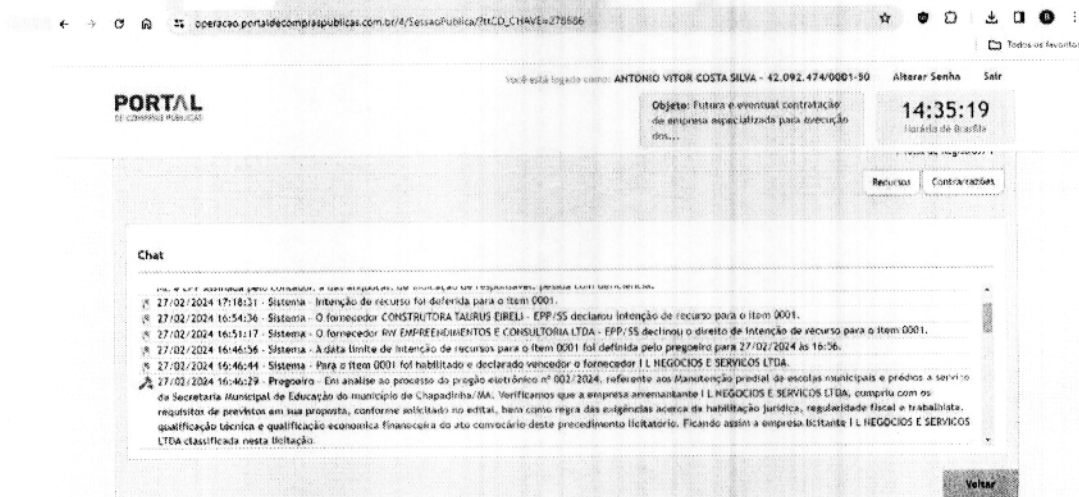 operacao.portaldecompraspublicas.com.br/4/SessaoPublica/?ttCD_CHAVE=278686
Todos os favoritos
Você está logado como: ANTONIO VITOR COSTA SILVA - 42.092.474/0001-50 Alterar Senha Sair
PORTAL
DE COMPRAS PÚBLICAS
Objeto: Futura e eventual contratação
de empresa especializada para execução
dos...
14:35:19
Horário de Brasília
Recursos Contrarrazões
Chat
ME e EPP assinada pelo contador, a das
27/02/2024 17:18:31 - Sistema - Intenção de recurso foi deferida para o item 0001.
27/02/2024 16:54:36 - Sistema - O fornecedor CONSTRUTORA TAURUS EIRELI - EPP/SS declarou intenção de recurso para o item 0001.
27/02/2024 16:51:17 - Sistema - O fornecedor RW EMPREENDIMENTOS E CONSULTORIA LTDA - EPP/SS declinou o direito de intenção de recurso para o item 0001.
27/02/2024 16:46:56 - Sistema - A data limite de intenção de recursos para o item 0001 foi definida pelo pregoeiro para 27/02/2024 às 16:56.
27/02/2024 16:46:44 - Sistema - Para o item 0001 foi habilitado e declarado vencedor o fornecedor I L NEGOCIOS E SERVICOS LTDA.
27/02/2024 16:46:29 - Pregoeiro - Em analise ao processo do pregão eletrônico nº 002/2024, referente aos Manutenção predial de escolas municipais e prédios a serviço
da Secretaria Municipal de Educação do município de Chapadinha/MA. Verificamos que a empresa arrematante I L NEGOCIOS E SERVICOS LTDA, cumpriu com os
requisitos de previstos em sua proposta, conforme solicitado no edital, bem como regra das exigências acerca da habilitação jurídica, regularidade fiscal e trabalhista,
qualificação técnica e qualificação economica financeira do ato convocário deste precedimento licitatório. Ficando assim a empresa licitante I L NEGOCIOS E SERVICOS
LTDA classificada nesta licitação.
Voltar